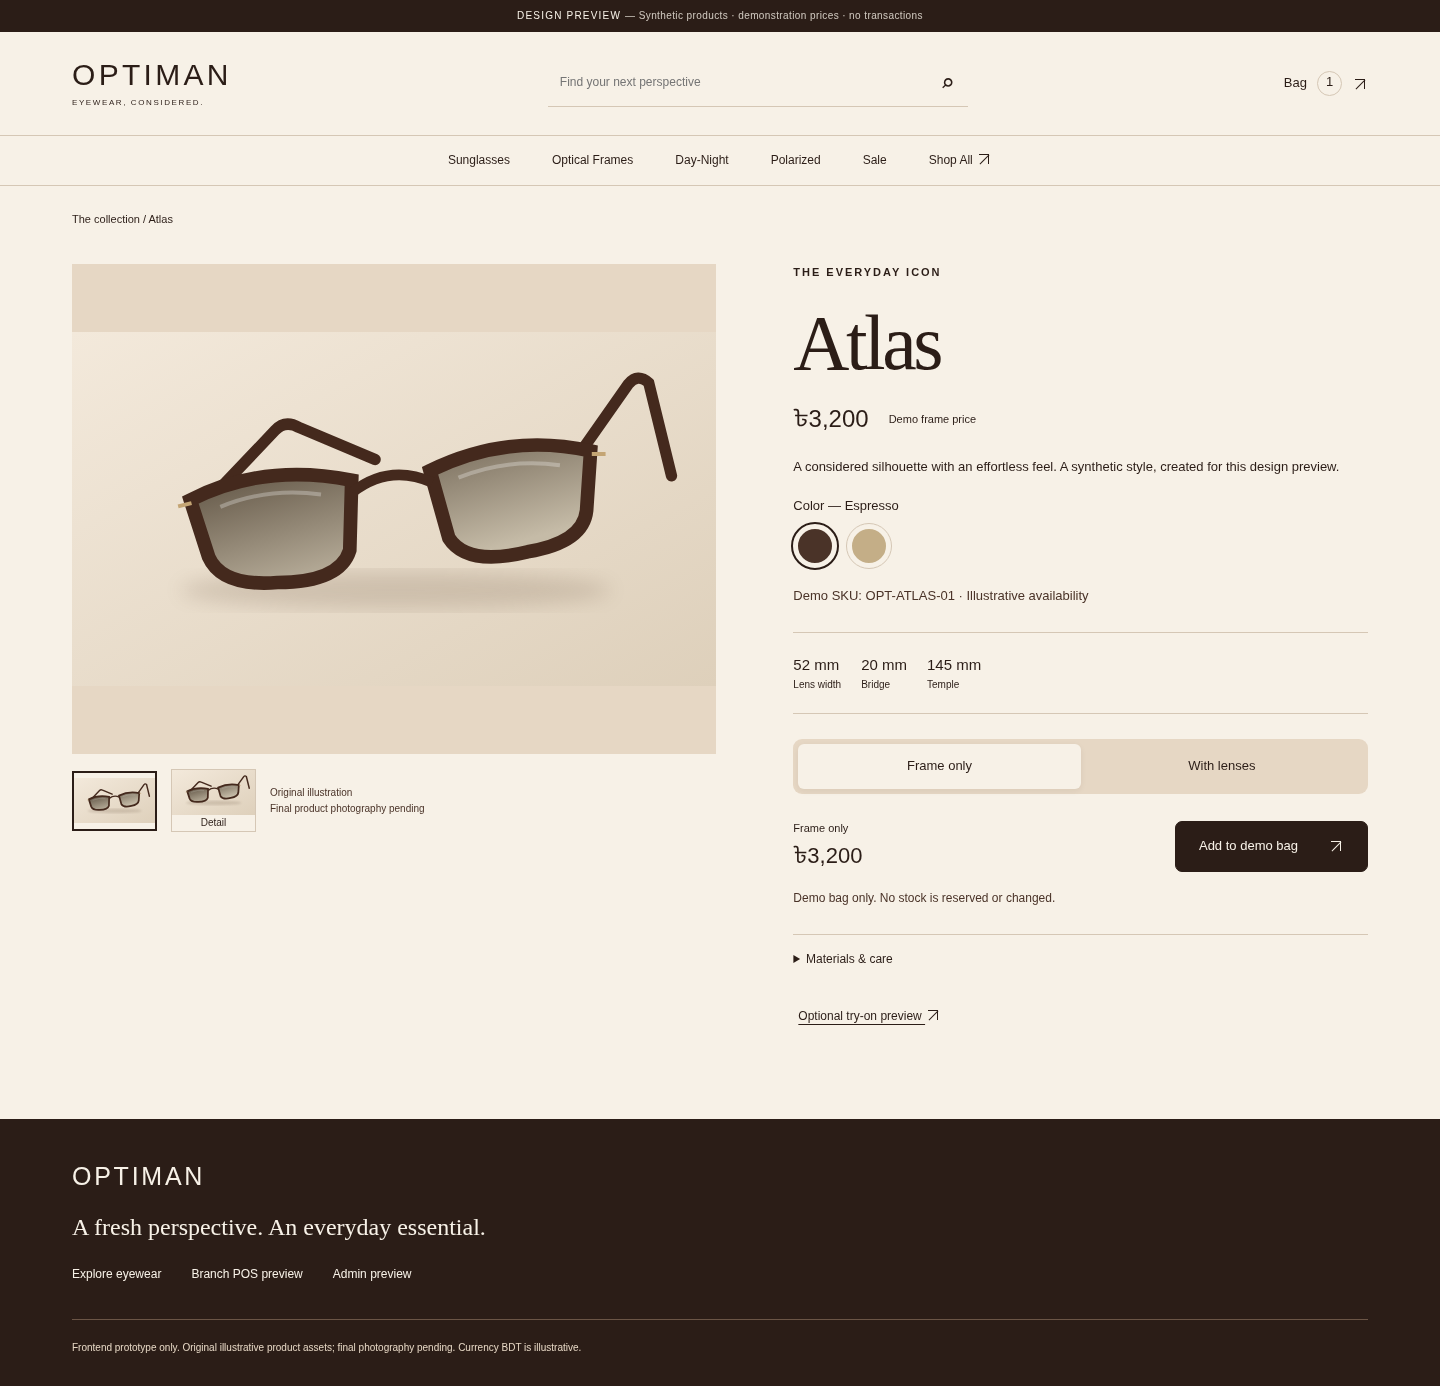 DESIGN PREVIEW — Synthetic products · demonstration prices · no transactions
OPTIMAN
EYEWEAR, CONSIDERED.
Find your next perspective
Bag 1
Sunglasses Optical Frames Day-Night Polarized Sale Shop All
The collection / Atlas
THE EVERYDAY ICON
Atlas
৳3,200 Demo frame price
A considered silhouette with an effortless feel. A synthetic style, created for this design preview.
Color — Espresso
Demo SKU: OPT-ATLAS-01 · Illustrative availability
52 mm 20 mm 145 mm
Lens width Bridge Temple
Frame only With lenses
Frame only
৳3,200
Add to demo bag
Demo bag only. No stock is reserved or changed.
Materials & care
Optional try-on preview
Detail
Original illustration
Final product photography pending
OPTIMAN
A fresh perspective. An everyday essential.
Explore eyewear Branch POS preview Admin preview
Frontend prototype only. Original illustrative product assets; final photography pending. Currency BDT is illustrative.